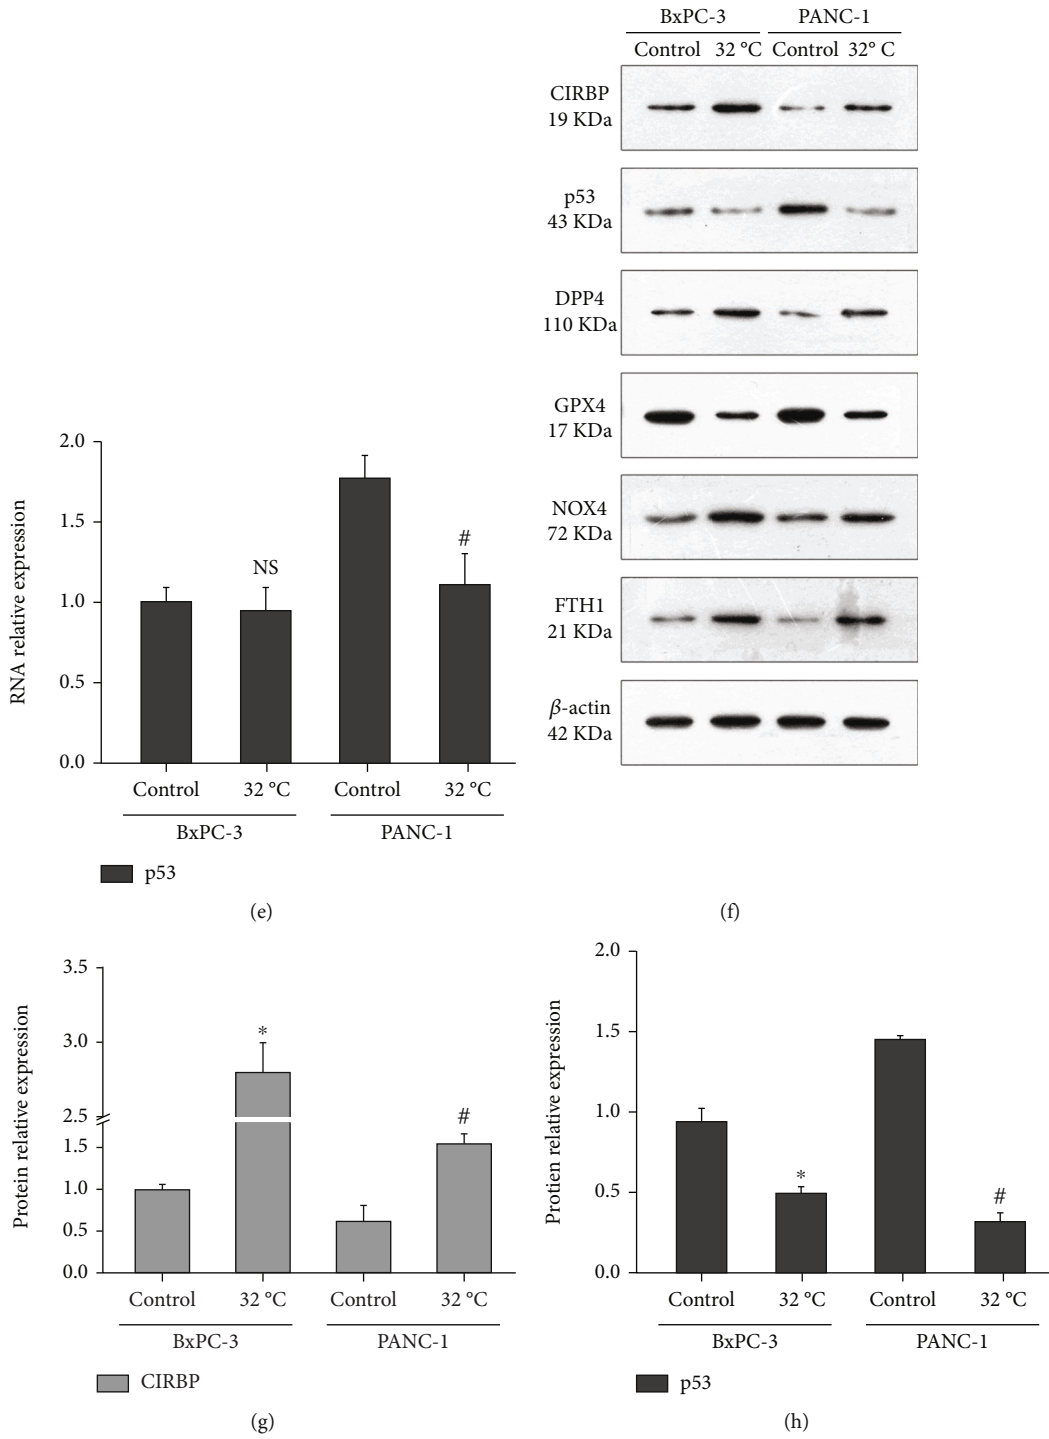 BxPC-3 PANC-1
Control 32 °C Control 32° C
CIRBP
19 KDa
p53
43 KDa
DPP4
110 KDa
GPX4
17 KDa
NOX4
72 KDa
FTH1
21 KDa
β-actin
42 KDa
(f)
RNA relative expression
2.0
1.5
1.0
0.5
0.0
NS
#
Control 32 °C Control 32 °C
BxPC-3 PANC-1
p53
(e)
Protein relative expression
3.5
3.0
2.5
1.5
1.0
0.5
0.0
*
#
Control 32 °C Control 32 °C
BxPC-3 PANC-1
CIRBP
(g)
Protien relative expression
2.0
1.5
1.0
0.5
0.0
*
#
Control 32 °C Control 32 °C
BxPC-3 PANC-1
p53
(h)